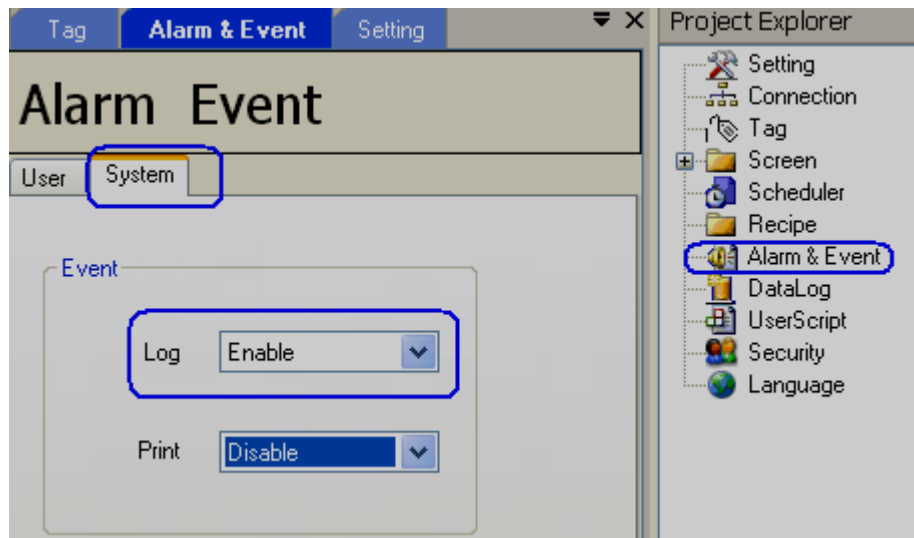 Tag Alarm & Event Setting
Alarm Event
User System
Event
Log Enable
Print Disable
Project Explorer
Setting
Connection
Tag
Screen
Scheduler
Recipe
Alarm & Event
DataLog
UserScript
Security
Language